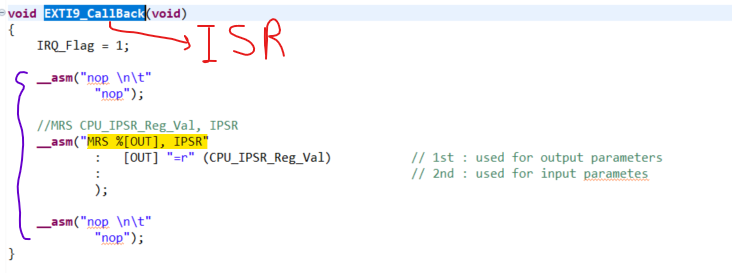 void EXTI9_CallBack(void)
ISR
{
IRQ_Flag = 1;
__asm("nop \n\t"
"nop");
//MRS CPU_IPSR_Reg_Val, IPSR
__asm("MRS %[OUT], IPSR"
: [OUT] "=r" (CPU_IPSR_Reg_Val) // 1st : used for output parameters
: // 2nd : used for input parametes
);
__asm("nop \n\t"
"nop");
}